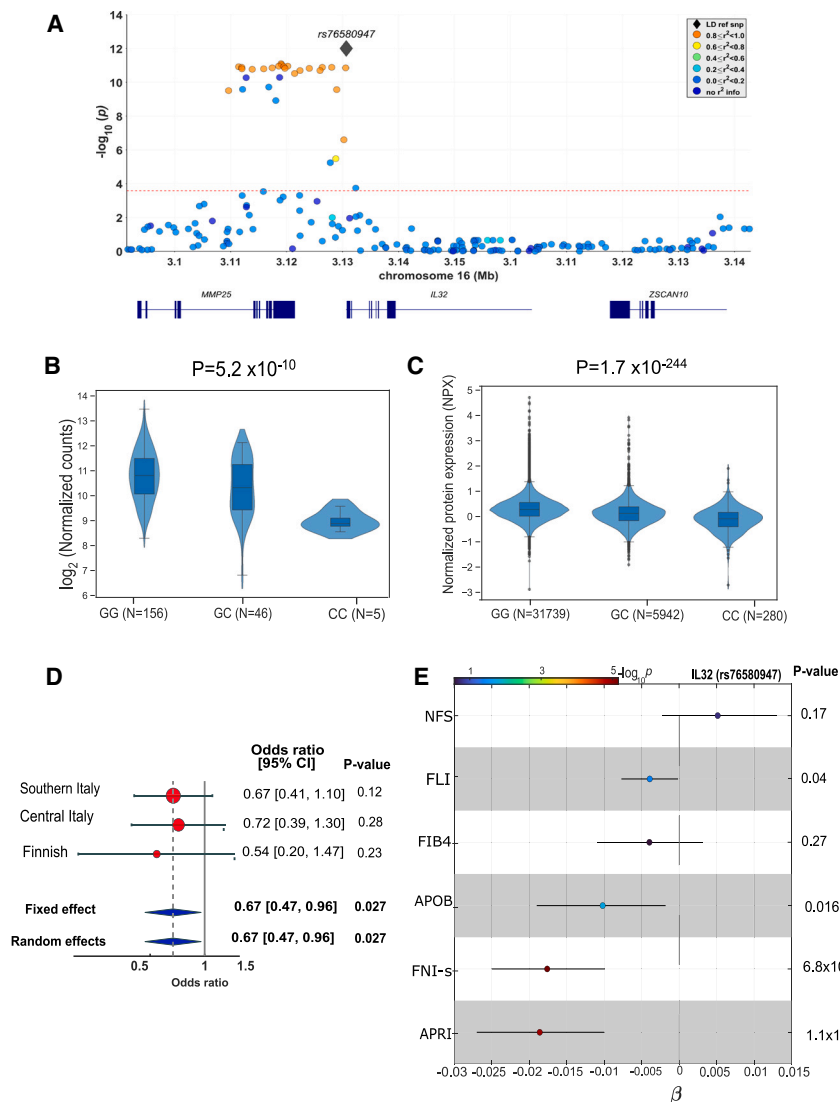 A
rs76580947
-log10 (p)
14
12
10
8
6
4
2
0
LD ref snp
0.8≤r2<1.0
0.6≤r2<0.8
0.4≤r2<0.6
0.2≤r2<0.4
0.0≤r2<0.2
no r2 info
3.1 3.11 3.12 3.13 3.1 3.1 3.1 3.12 3.13 3.14
chromosome 16 (Mb)
MMP25 IL32 ZSCAN10
B
P=5.2 x10-10
log2 (Normalized counts)
14
13
12
11
10
9
8
7
6
GG (N=156) GC (N=46) CC (N=5)
C
P=1.7 x10-244
Normalized protein expression (NPX)
5
4
3
2
1
0
−1
−2
−3
GG (N=31739) GC (N=5942) CC (N=280)
D
Odds ratio
[95% CI] P-value
Southern Italy 0.67 [0.41, 1.10] 0.12
Central Italy 0.72 [0.39, 1.30] 0.28
Finnish 0.54 [0.20, 1.47] 0.23
Fixed effect 0.67 [0.47, 0.96] 0.027
Random effects 0.67 [0.47, 0.96] 0.027
0.5 1 1.5
Odds ratio
E
1 3 5 -log10 p
IL32 (rs76580947) P-value
NFS 0.17
FLI 0.04
FIB4 0.27
APOB 0.016
FNI-s 6.8x10
APRI 1.1x1
-0.03 -0.025 -0.02 -0.015 -0.01 -0.005 0 0.005 0.01 0.015
β